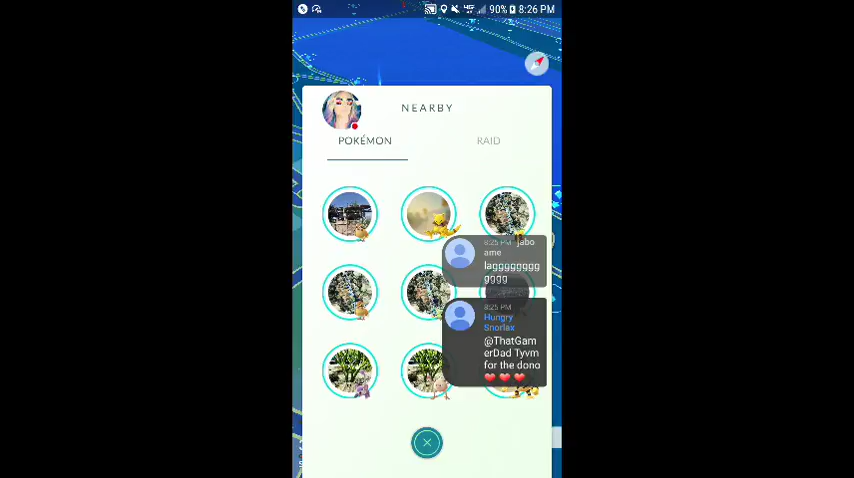 90% 8:26 PM
NEARBY
POKÉMON RAID
8:25 PM jabo
ame
laggggggggg
gggg
8:25 PM
Hungry
Snorlax
@ThatGam
erDad Tyvm
for the dono
❤️ ❤️ ❤️